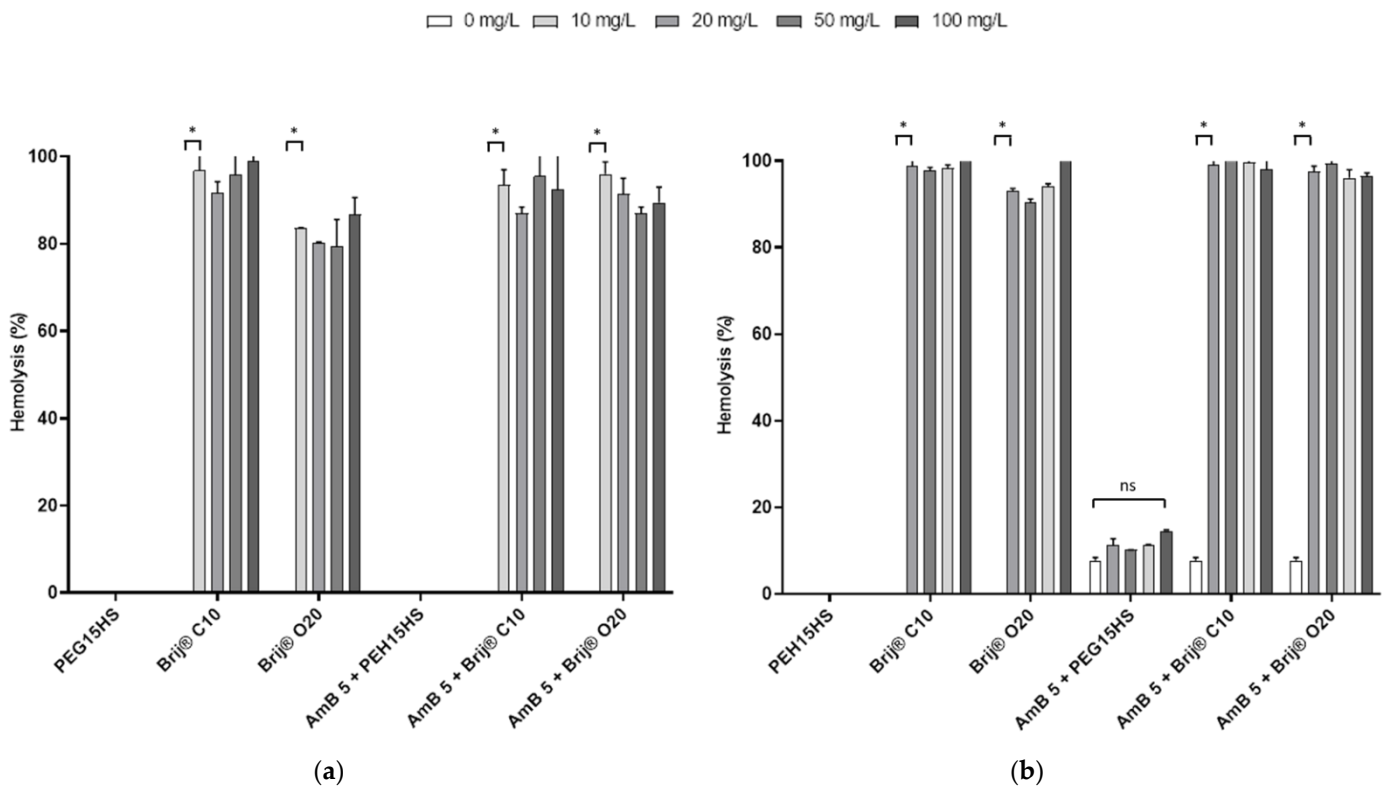 0 mg/L 10 mg/L 20 mg/L 50 mg/L 100 mg/L
* * * *
100
80
60
40
20
0
Hemolysis (%)
PEG15HS
Brij® C10
Brij® O20
AmB 5 + PEH15HS
AmB 5 + Brij® C10
AmB 5 + Brij® O20
(a)
* * * *
100
80
60
40
20
0
Hemolysis (%)
ns
PEH15HS
Brij® C10
Brij® O20
AmB 5 + PEG15HS
AmB 5 + Brij® C10
AmB 5 + Brij® O20
(b)